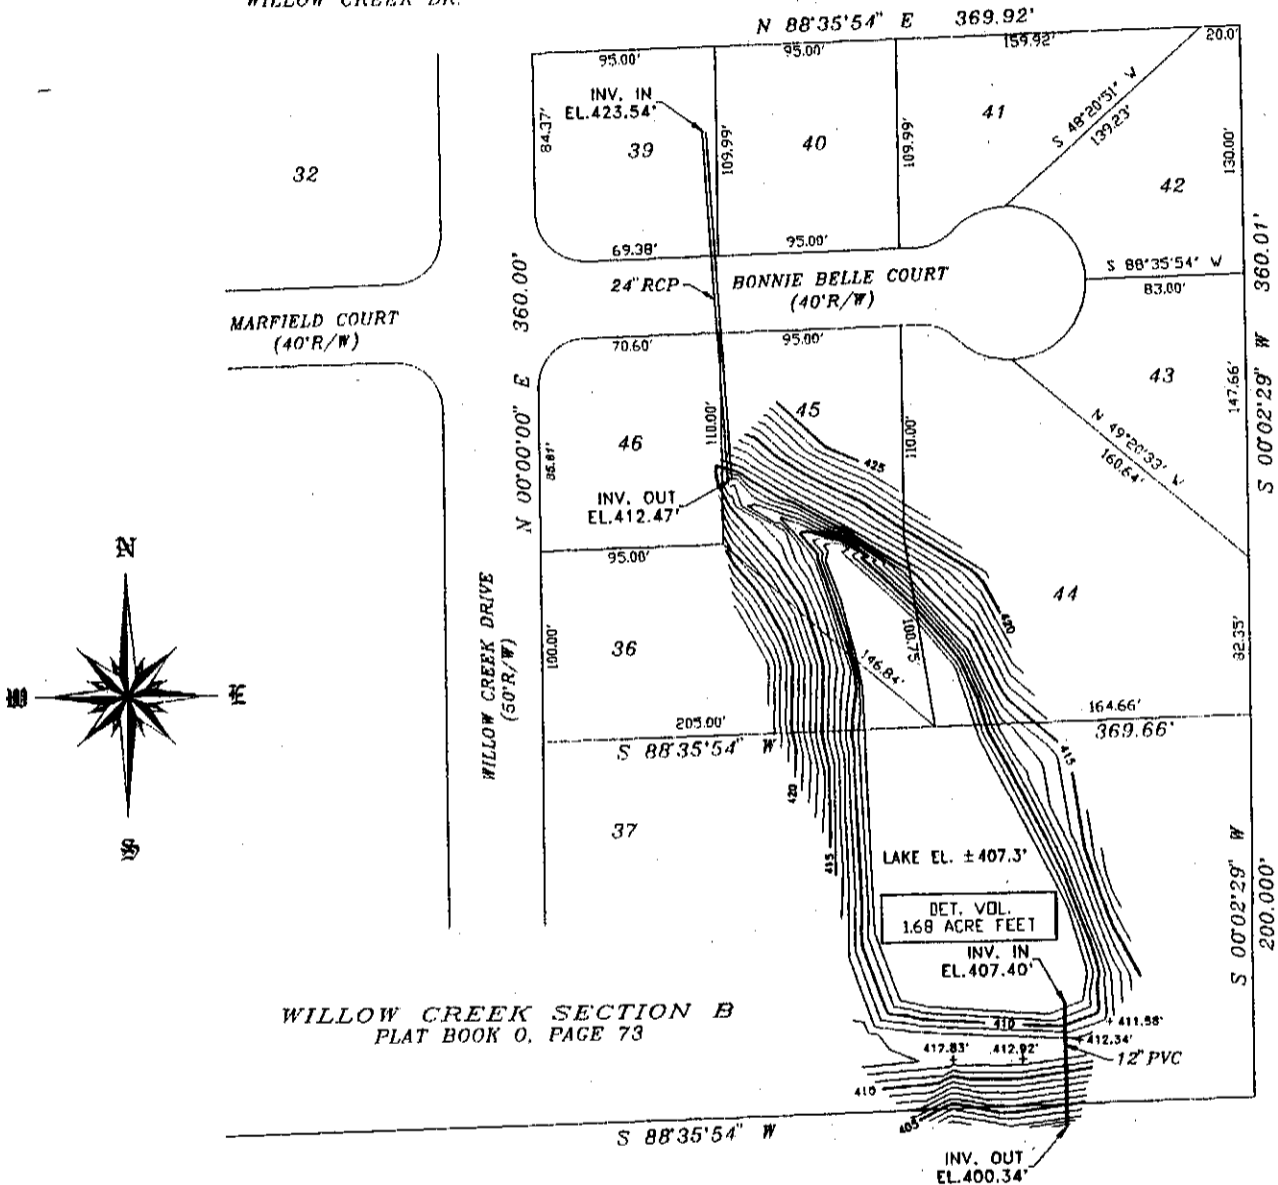 WILLOW CREEK DR.
N 88°35'54" E 369.92'
95.00'
95.00'
159.92'
20.0'
INV. IN
EL.423.54'
84.37'
39
109.99'
40
109.99'
41
S 48°20'51" W
139.23'
130.00'
42
32
69.38'
95.00'
24"RCP
BONNIE BELLE COURT
(40'R/W)
S 88°35'54" W
83.00'
S 00°02'29" W 360.01'
MARFIELD COURT
(40'R/W)
N 00°00'00" E 360.00'
70.60'
95.00'
43
147.66'
N 49°20'33" W
160.64'
45
46
110.00'
110.00'
425
INV. OUT
EL.412.47'
95.00'
N
W
E
S
WILLOW CREEK DRIVE
(50'R/W)
100.00'
36
146.84'
100.75'
44
420
82.35'
205.00'
S 88°35'54" W
164.66'
369.66'
415
420
37
415
LAKE EL. ±407.3'
DET. VOL.
1.68 ACRE FEET
INV. IN
EL.407.40'
S 00°02'29" W
200.000'
WILLOW CREEK SECTION B
PLAT BOOK O, PAGE 73
410
411.58'
412.34'
417.83'
412.92'
12"PVC
410
405
S 88°35'54" W
INV. OUT
EL.400.34'